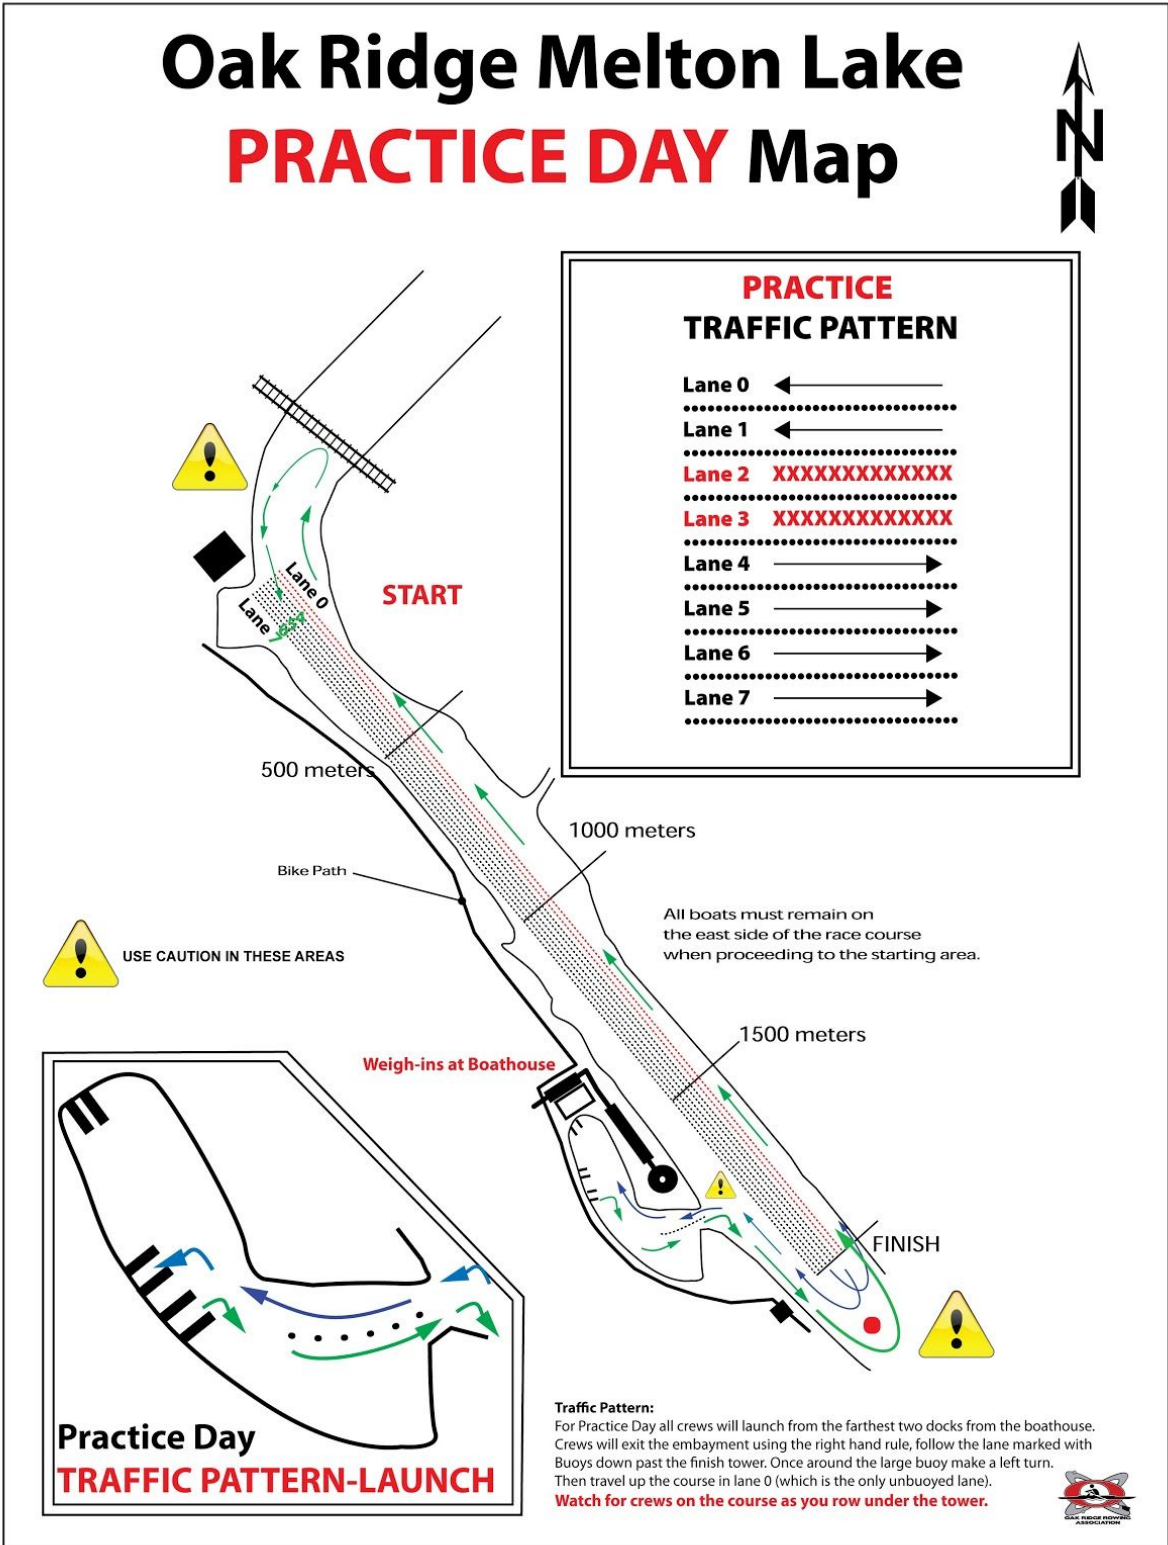 Oak Ridge Melton Lake
PRACTICE DAY Map
N
PRACTICE
TRAFFIC PATTERN
Lane 0
Lane 1
Lane 2 XXXXXXXXXXXXX
Lane 3 XXXXXXXXXXXXX
Lane 4
Lane 5
Lane 6
Lane 7
Lane 0
START
Lane
500 meters
1000 meters
Bike Path
All boats must remain on
the east side of the race course
when proceeding to the starting area.
USE CAUTION IN THESE AREAS
1500 meters
Weigh-ins at Boathouse
FINISH
Practice Day
TRAFFIC PATTERN-LAUNCH
Traffic Pattern:
For Practice Day all crews will launch from the farthest two docks from the boathouse.
Crews will exit the embayment using the right hand rule, follow the lane marked with
Buoys down past the finish tower. Once around the large buoy make a left turn.
Then travel up the course in lane 0 (which is the only unbuoyed lane).
Watch for crews on the course as you row under the tower.
OAK RIDGE ROWING
ASSOCIATION